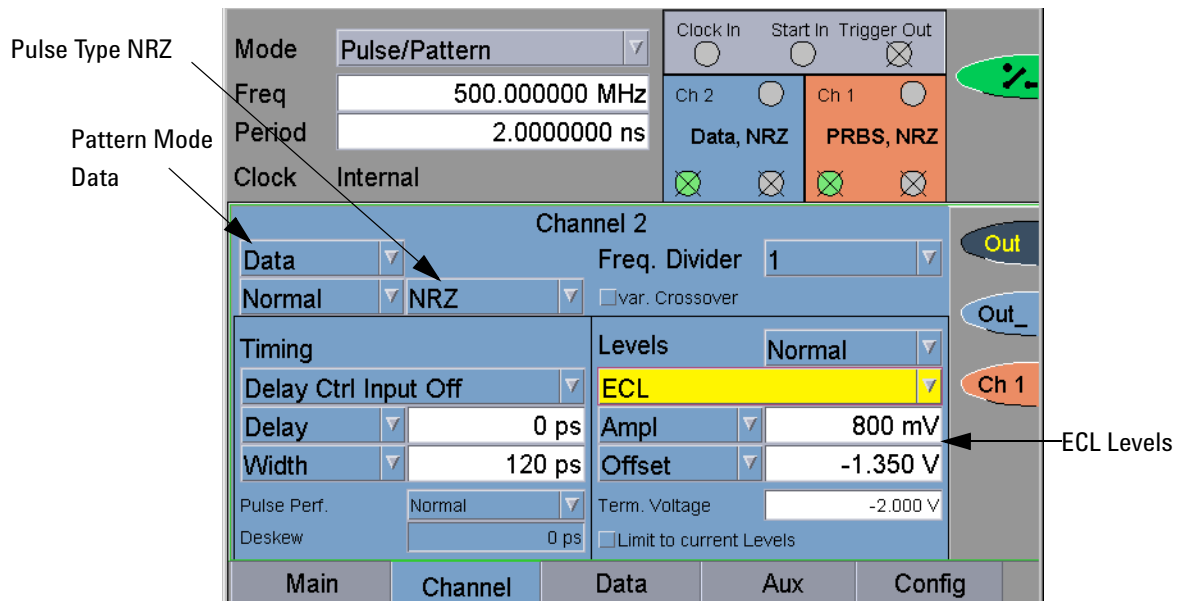 Pulse Type NRZ
Pattern Mode
Data
Mode Pulse/Pattern
Freq 500.000000 MHz
Period 2.0000000 ns
Clock Internal
Clock In Start In Trigger Out
Ch 2 Ch 1
Data, NRZ PRBS, NRZ
Channel 2
Data Freq. Divider 1
Normal NRZ var. Crossover
Timing
Delay Ctrl Input Off
Delay 0 ps
Width 120 ps
Pulse Perf. Normal
Deskew 0 ps
Levels Normal
ECL
Ampl 800 mV
Offset -1.350 V
Term. Voltage -2.000 V
Limit to current Levels
Out
Out_
Ch 1
ECL Levels
Main Channel Data Aux Config